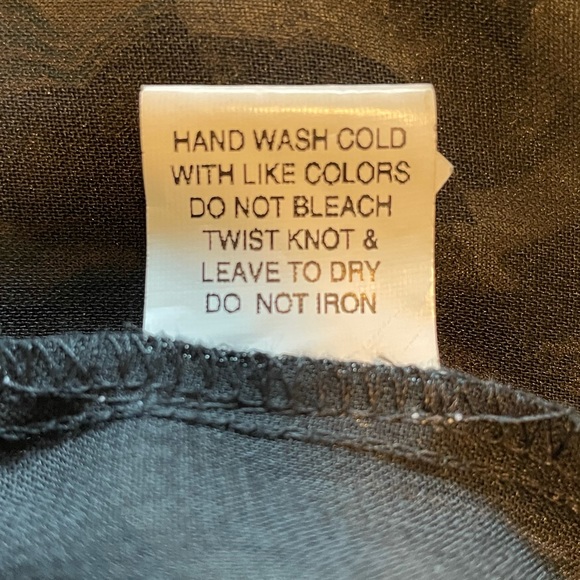 HAND WASH COLD
WITH LIKE COLORS
DO NOT BLEACH
TWIST KNOT &
LEAVE TO DRY
DO NOT IRON